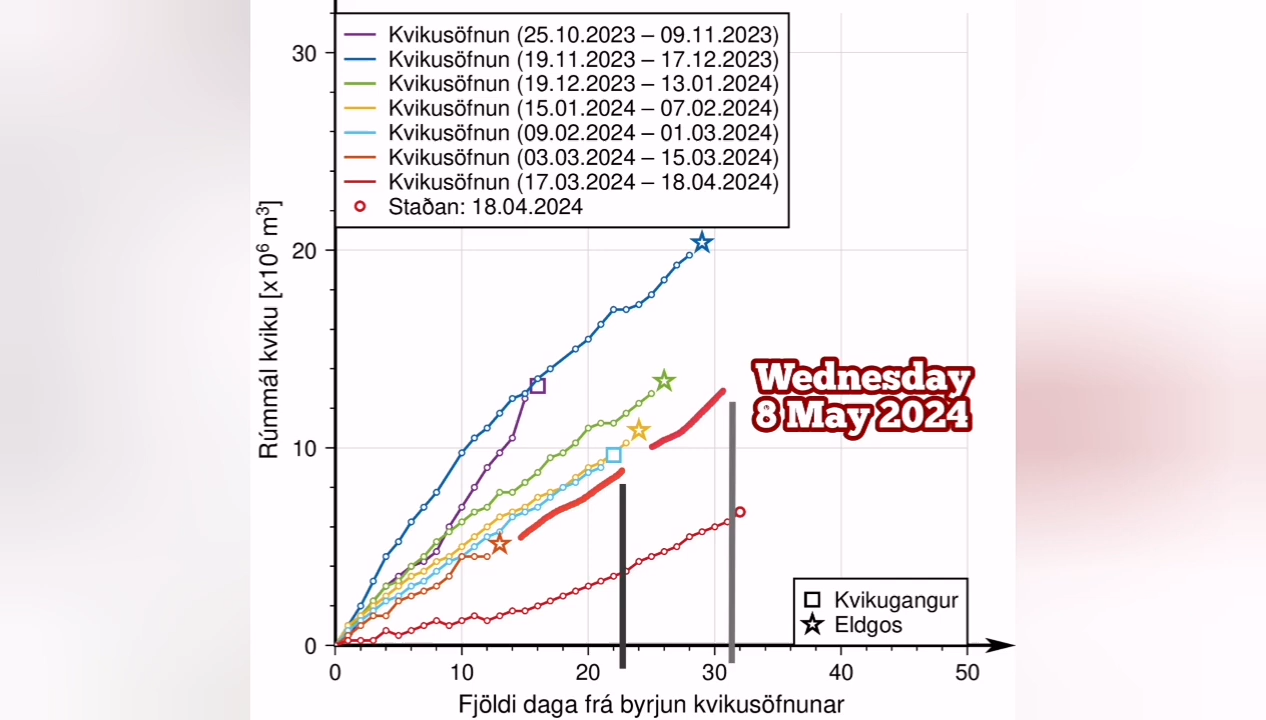 Kvikusöfnun (25.10.2023 – 09.11.2023)
Kvikusöfnun (19.11.2023 – 17.12.2023)
Kvikusöfnun (19.12.2023 – 13.01.2024)
Kvikusöfnun (15.01.2024 – 07.02.2024)
Kvikusöfnun (09.02.2024 – 01.03.2024)
Kvikusöfnun (03.03.2024 – 15.03.2024)
Kvikusöfnun (17.03.2024 – 18.04.2024)
Staðan: 18.04.2024
Rúmmál kviku [x10⁶ m³]
30
20
10
0
Wednesday
8 May 2024
Kvikugangur
Eldgos
0 10 20 30 40 50
Fjöldi daga frá byrjun kvikusöfnunar